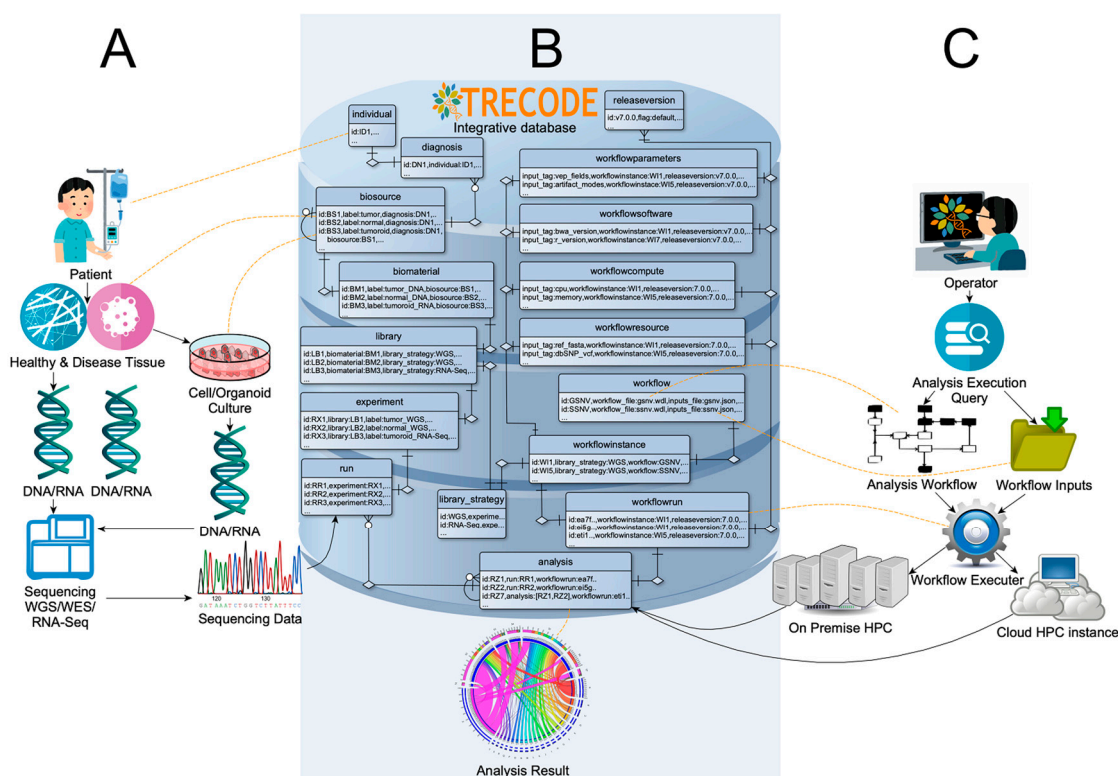 A
B
C
TRECODE
Integrative database
individual
id:ID1,...
...
diagnosis
id:DN1,individual:ID1,...
...
biosource
id:BS1,label:tumor,diagnosis:DN1,...
id:BS2,label:normal,diagnosis:DN1,...
id:BS3,label:tumoroid,diagnosis:DN1,
biosource:BS1,...
...
biomaterial
id:BM1,label:tumor_DNA,biosource:BS1,...
id:BM2,label:normal_DNA,biosource:BS2,...
id:BM3,label:tumoroid_RNA,biosource:BS3,...
...
library
id:LB1,biomaterial:BM1,library_strategy:WGS,...
id:LB2,biomaterial:BM2,library_strategy:WGS,...
id:LB3,biomaterial:BM3,library_strategy:RNA-Seq,...
...
experiment
id:RX1,library:LB1,label:tumor_WGS,...
id:RX2,library:LB2,label:normal_WGS,...
id:RX3,library:LB3,label:tumoroid_RNA-Seq,...
...
run
id:RR1,experiment:RX1,...
id:RR2,experiment:RX2,...
id:RR3,experiment:RX3,...
...
library_strategy
id:WGS,experime...
id:RNA-Seq,expe...
...
releaseversion
id:v7.0.0,flag:default,...
...
workflowparameters
input_tag:rep_fields,workflowinstance:WI1,releaseversion:v7.0.0,...
input_tag:artifact_modes,workflowinstace:WI5,releaseversion:v7.0.0,...
...
workflowsoftware
input_tag:bwa_version,workflowinstance:WI1,releaseversion:v7.0.0,...
input_tag:r_version,workflowinstance:WI7,releaseversion:v7.0.0,...
...
workflowcompute
input_tag:cpu,workflowinstance:WI1,releaseversion:7.0.0,...
input_tag:memory,workflowinstance:WI5,releaseversion:7.0.0,...
...
workflowresource
input_tag:ref_fasta,workflowinstance:WI1,releaseversion:7.0.0,...
input_tag:dbSNP_vcf,workflowinstance:WI5,releaseversion:7.0.0,...
...
workflow
id:GSNV,workflow_file:gsnv.wdl,inputs_file:gsnv.json,...
id:SSNV,workflow_file:ssnv.wdl,inputs_file:ssnv.json,...
...
workflowinstance
id:WI1,library_strategy:WGS,workflow:GSNV,...
id:WI5,library_strategy:WGS,workflow:SSNV,...
...
workflowrun
id:ea7f..,workflowinstance:WI1,releaseversion:7.0.0,...
id:ei5g..,workflowinstance:WI1,releaseversion:7.0.0,...
id:eti1..,workflowinstance:WI5,releaseversion:7.0.0,...
...
analysis
id:RZ1,run:RR1,workflowrun:ea7f..
id:RZ2,run:RR2,workflowrun:ei5g..
id:RZ7,analysis:[RZ1,RZ2],workflowrun:eti1..
...
Analysis Result
Patient
Healthy & Disease Tissue
Cell/Organoid
Culture
DNA/RNA
DNA/RNA
DNA/RNA
Sequencing
WGS/WES/
RNA-Seq
120
130
GATAAATCTGGTCTTATTTCC
Sequencing Data
Operator
Analysis Execution
Query
Analysis Workflow
Workflow Inputs
Workflow Executer
On Premise HPC
Cloud HPC instance